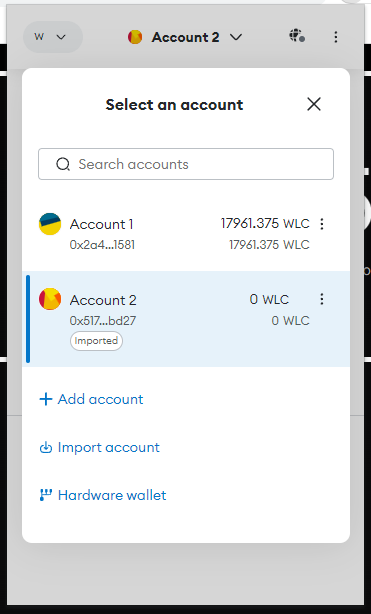 W
Account 2
Select an account
Search accounts
Account 1
17961.375 WLC
0x2a4...1581
17961.375 WLC
Account 2
0 WLC
0x517...bd27
0 WLC
Imported
Add account
Import account
Hardware wallet